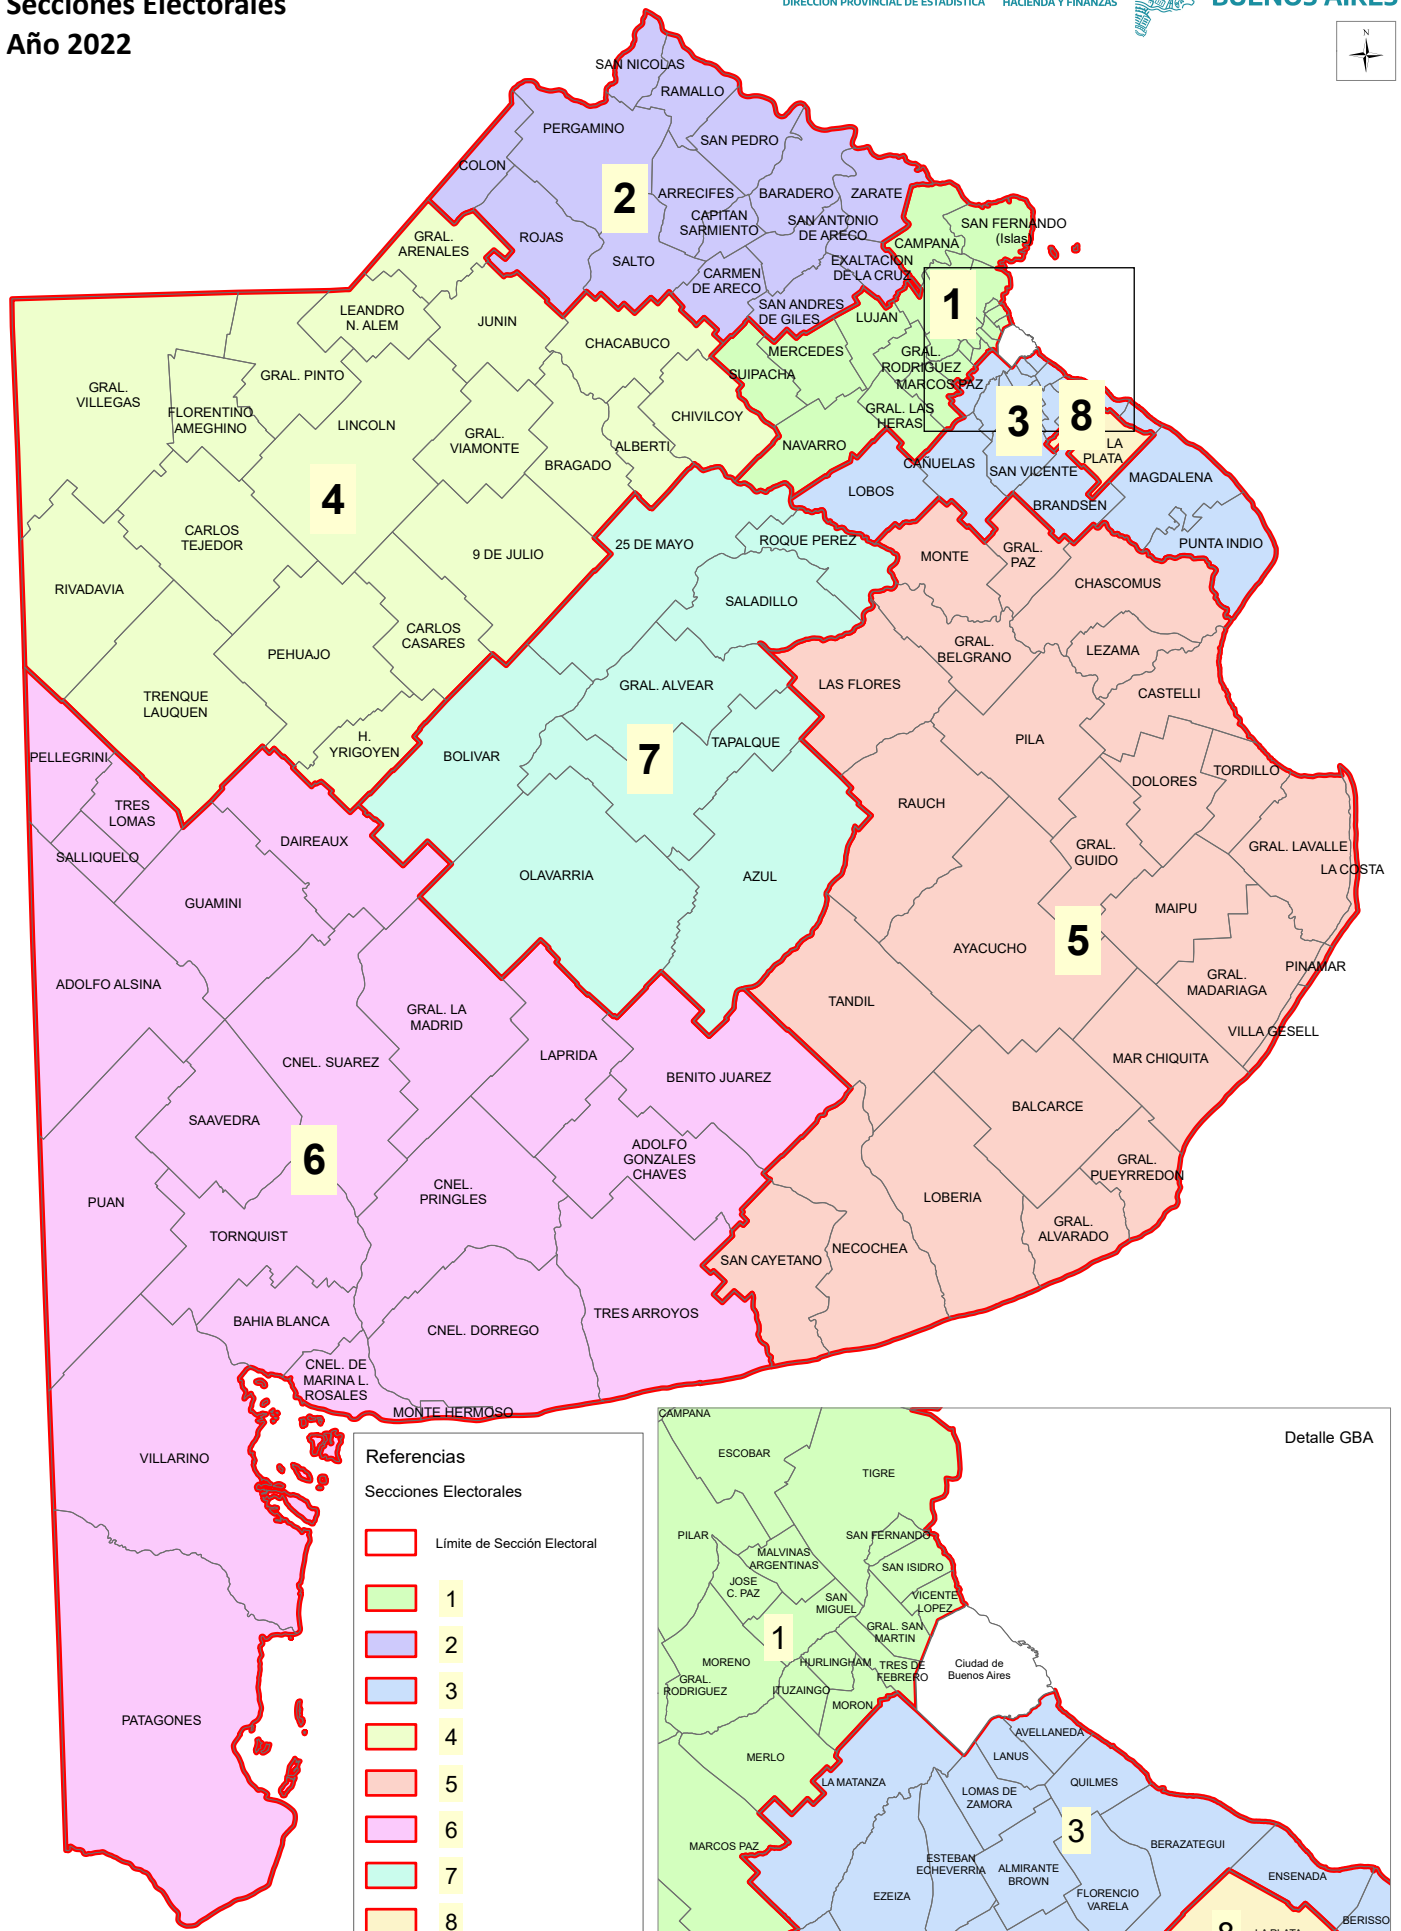 Secciones Electorales
Año 2022
DIRECCIÓN PROVINCIAL DE ESTADÍSTICA
HACIENDA Y FINANZAS
BUENOS AIRES
N
SAN NICOLAS
RAMALLO
PERGAMINO
SAN PEDRO
COLON
2
ARRECIFES
BARADERO
ZARATE
CAPITAN
SARMIENTO
SAN ANTONIO
DE ARECO
SAN FERNANDO
(Islas)
CAMPANA
GRAL.
ARENALES
ROJAS
SALTO
CARMEN
DE ARECO
EXALTACION
DE LA CRUZ
SAN ANDRES
DE GILES
1
LEANDRO
N. ALEM
JUNIN
CHACABUCO
LUJAN
MERCEDES
SUIPACHA
GRAL.
RODRIGUEZ
MARCOS PAZ
GRAL. LAS
HERAS
GRAL.
VILLEGAS
GRAL. PINTO
FLORENTINO
AMEGHINO
LINCOLN
GRAL.
VIAMONTE
BRAGADO
ALBERTI
CHIVILCOY
NAVARRO
3
8
LA
PLATA
CAÑUELAS
SAN VICENTE
LOBOS
BRANDSEN
MAGDALENA
PUNTA INDIO
4
CARLOS
TEJEDOR
9 DE JULIO
25 DE MAYO
ROQUE PEREZ
MONTE
GRAL.
PAZ
CHASCOMUS
RIVADAVIA
SALADILLO
CARLOS
CASARES
PEHUAJO
GRAL.
BELGRANO
LEZAMA
TRENQUE
LAUQUEN
GRAL. ALVEAR
LAS FLORES
CASTELLI
H.
YRIGOYEN
BOLIVAR
7
TAPALQUE
PILA
PELLEGRINI
TRES
LOMAS
SALLIQUELO
DAIREAUX
RAUCH
DOLORES
TORDILLO
GRAL.
GUIDO
GRAL. LAVALLE
LA COSTA
OLAVARRIA
AZUL
GUAMINI
MAIPU
AYACUCHO
5
PINAMAR
GRAL.
MADARIAGA
ADOLFO ALSINA
TANDIL
VILLA GESELL
GRAL. LA
MADRID
LAPRIDA
CNEL. SUAREZ
BENITO JUAREZ
MAR CHIQUITA
BALCARCE
SAAVEDRA
6
ADOLFO
GONZALES
CHAVES
CNEL.
PRINGLES
GRAL.
PUEYRREDON
PUAN
LOBERIA
TORNQUIST
GRAL.
ALVARADO
NECOCHEA
SAN CAYETANO
BAHIA BLANCA
CNEL. DORREGO
TRES ARROYOS
CNEL. DE
MARINA L.
ROSALES
MONTE HERMOSO
VILLARINO
PATAGONES
Referencias
Secciones Electorales
Límite de Sección Electoral
1
2
3
4
5
6
7
8
Detalle GBA
CAMPANA
ESCOBAR
TIGRE
PILAR
SAN FERNANDO
MALVINAS
ARGENTINAS
SAN ISIDRO
JOSE
C. PAZ
SAN
MIGUEL
VICENTE
LOPEZ
GRAL. SAN
MARTIN
1
MORENO
HURLINGHAM
TRES DE
FEBRERO
Ciudad de
Buenos Aires
GRAL.
RODRIGUEZ
ITUZAINGO
MORON
MERLO
AVELLANEDA
LANUS
LA MATANZA
LOMAS DE
ZAMORA
QUILMES
3
MARCOS PAZ
BERAZATEGUI
ESTEBAN
ECHEVERRIA
ALMIRANTE
BROWN
ENSENADA
EZEIZA
FLORENCIO
VARELA
BERISSO
8
LA PLATA